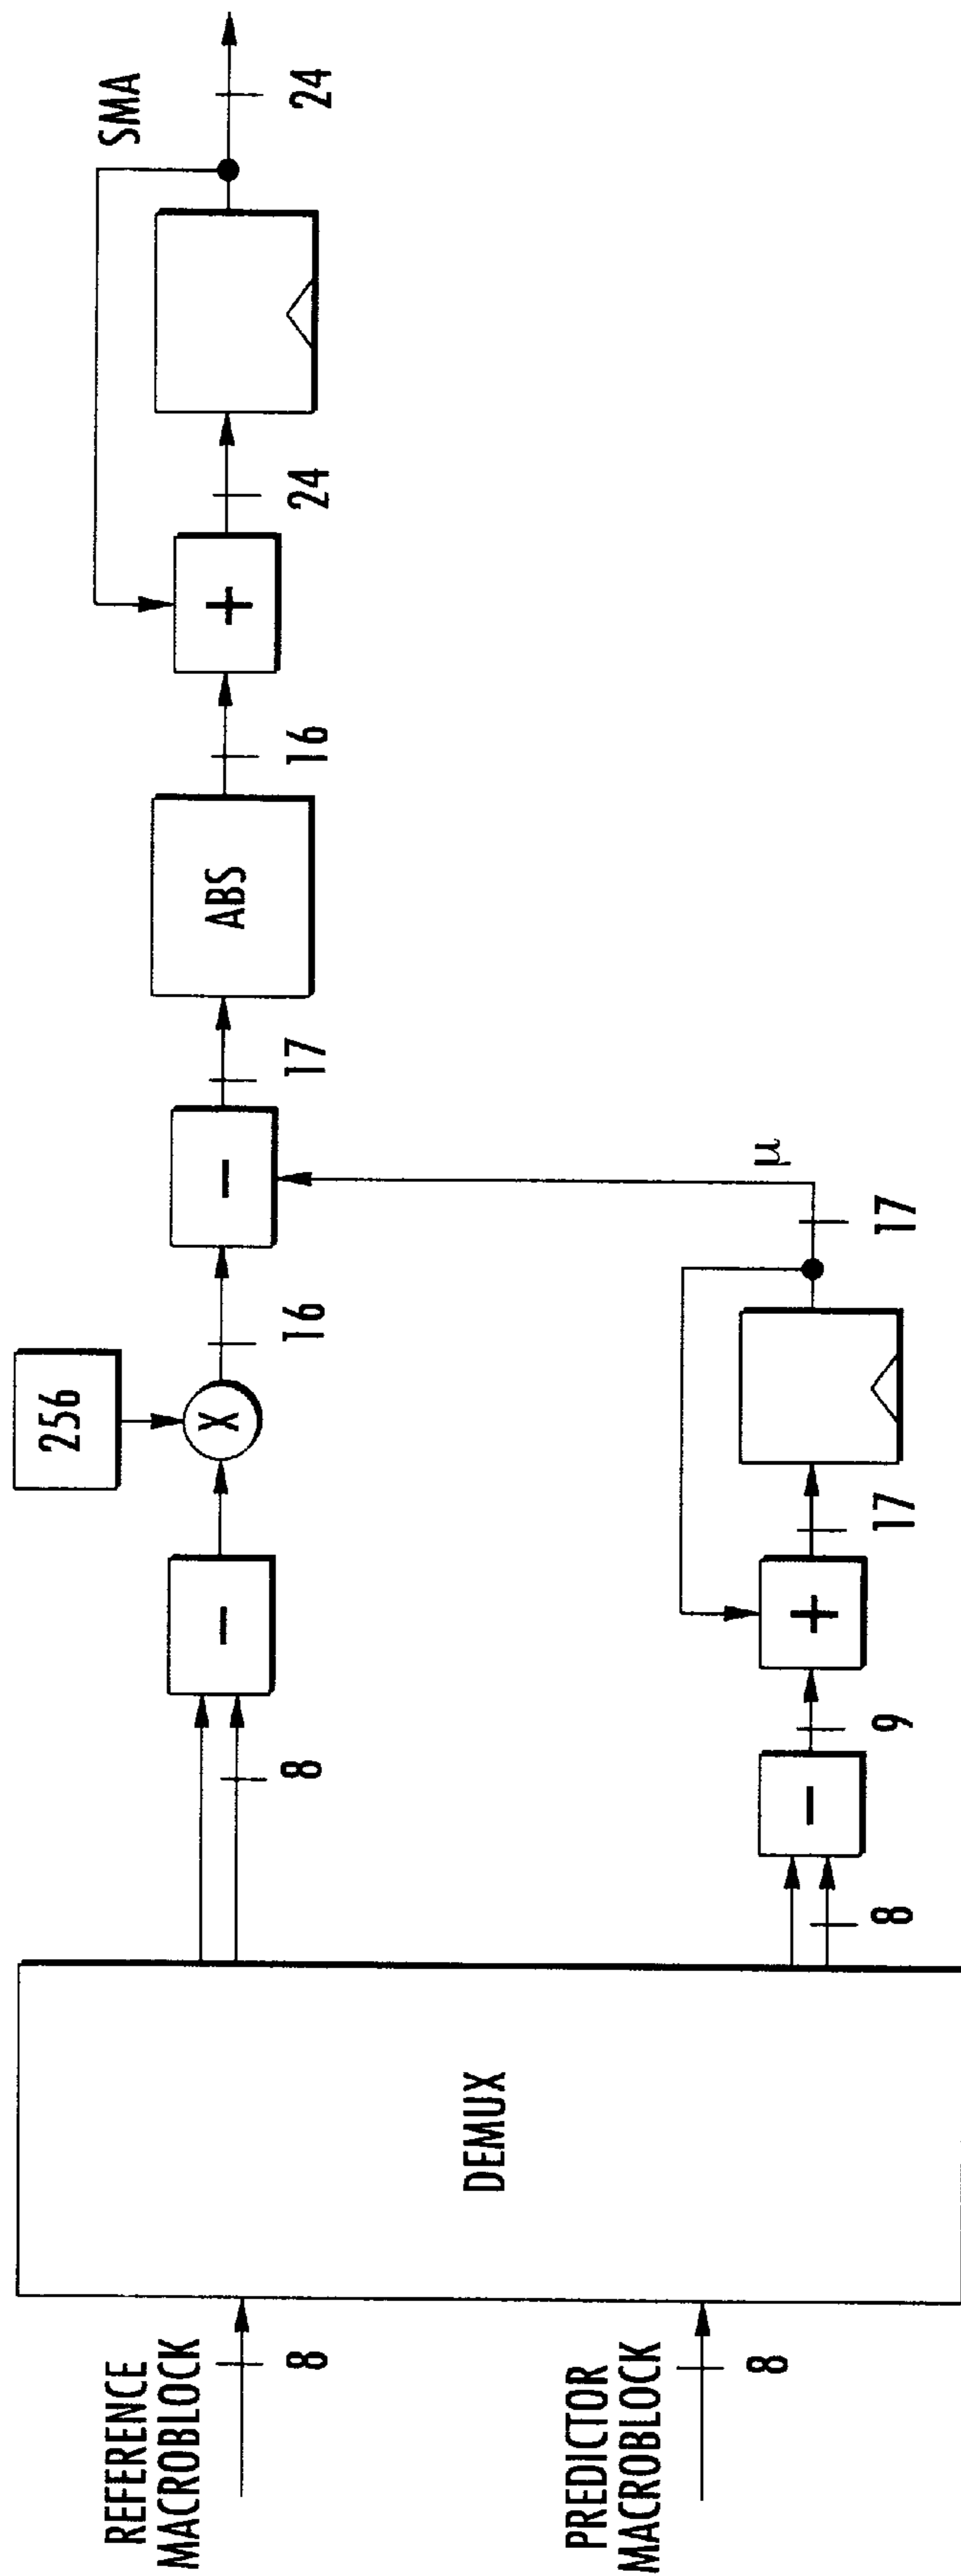 REFERENCE
MACROBLOCK
8
PREDICTOR
MACROBLOCK
8
DEMUX
8
−
256
X
16
−
17
ABS
16
+
24
SMA
24
8
−
9
+
17
17
μ